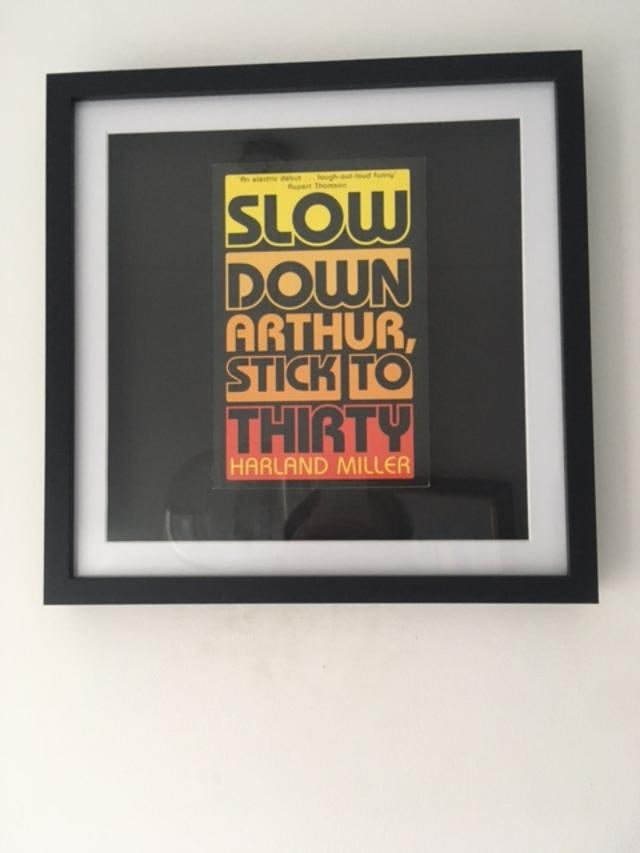 "An electric debut ... laugh-out-loud funny"
Rupert Thomson
SLOW
DOWN
ARTHUR,
STICK TO
THIRTY
HARLAND MILLER